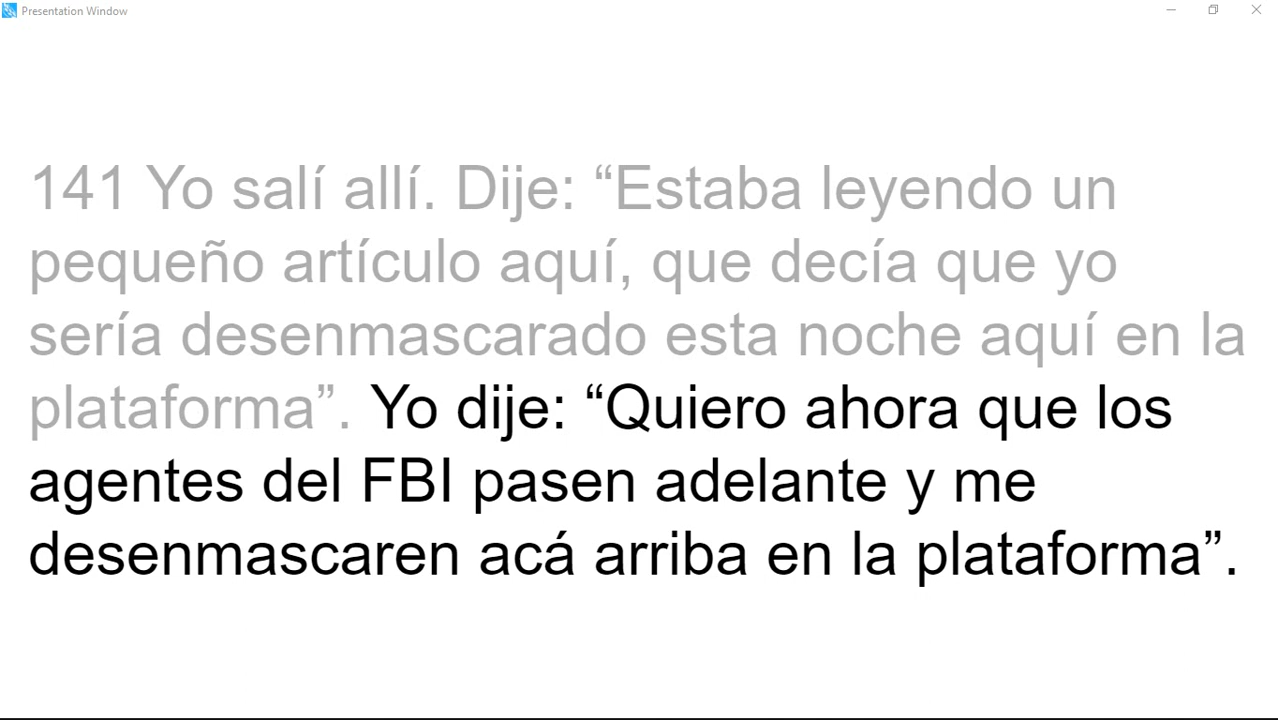 Presentation Window
141 Yo salí allí. Dije: “Estaba leyendo un
pequeño artículo aquí, que decía que yo
sería desenmascarado esta noche aquí en la
plataforma”. Yo dije: “Quiero ahora que los
agentes del FBI pasen adelante y me
desenmascaren acá arriba en la plataforma”.